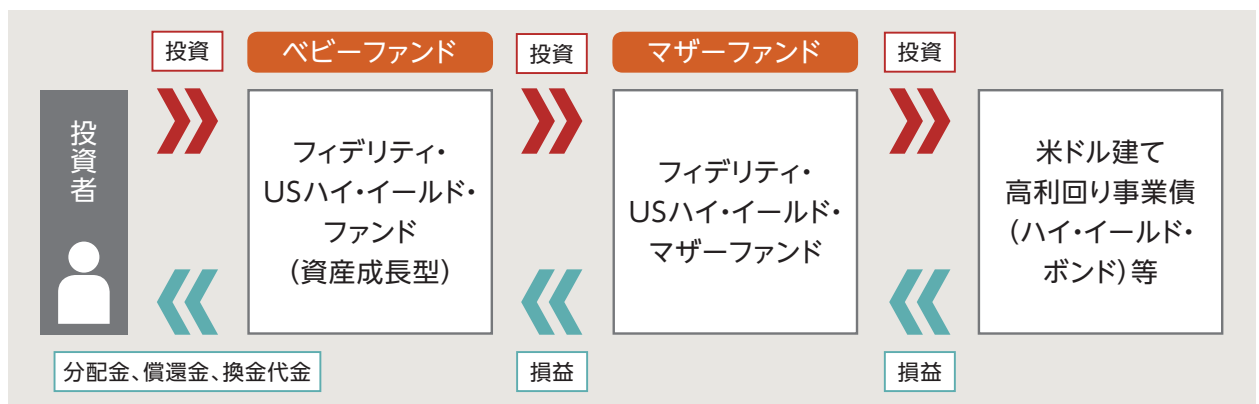 投資
ベビーファンド
投資
マザーファンド
投資
投資者
フィデリティ・
USハイ・イールド・
ファンド
(資産成長型)
フィデリティ・
USハイ・イールド・
マザーファンド
米ドル建て
高利回り事業債
(ハイ・イールド・
ボンド)等
分配金、償還金、換金代金
損益
損益